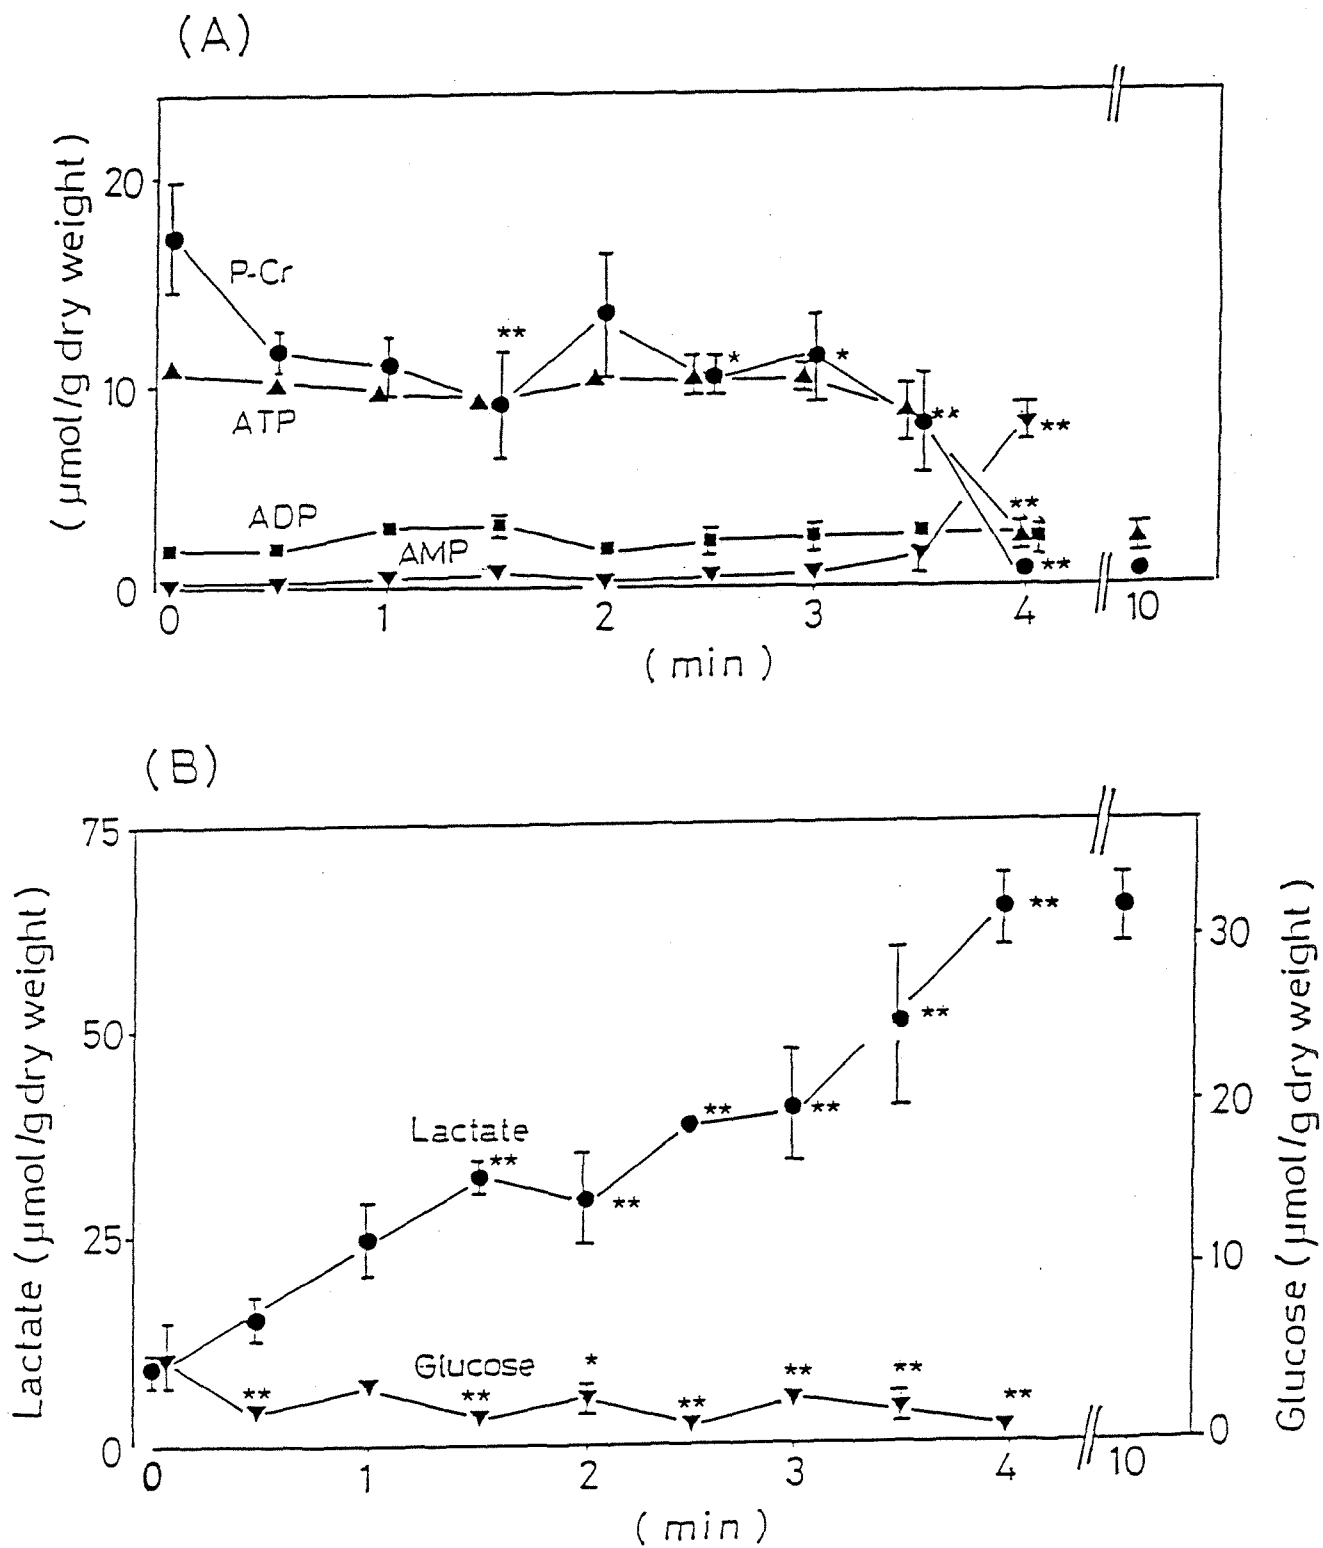 (A)
(μmol/g dry weight)
20
10
0
P-Cr
ATP
ADP
AMP
**
*
*
**
**
**
**
0 1 2 3 4 10
(min)
(B)
Lactate (μmol/g dry weight)
75
50
25
0
Lactate
**
**
**
**
**
**
Glucose
**
**
*
**
**
**
**
30
20
10
0
Glucose (μmol/g dry weight)
0 1 2 3 4 10
(min)